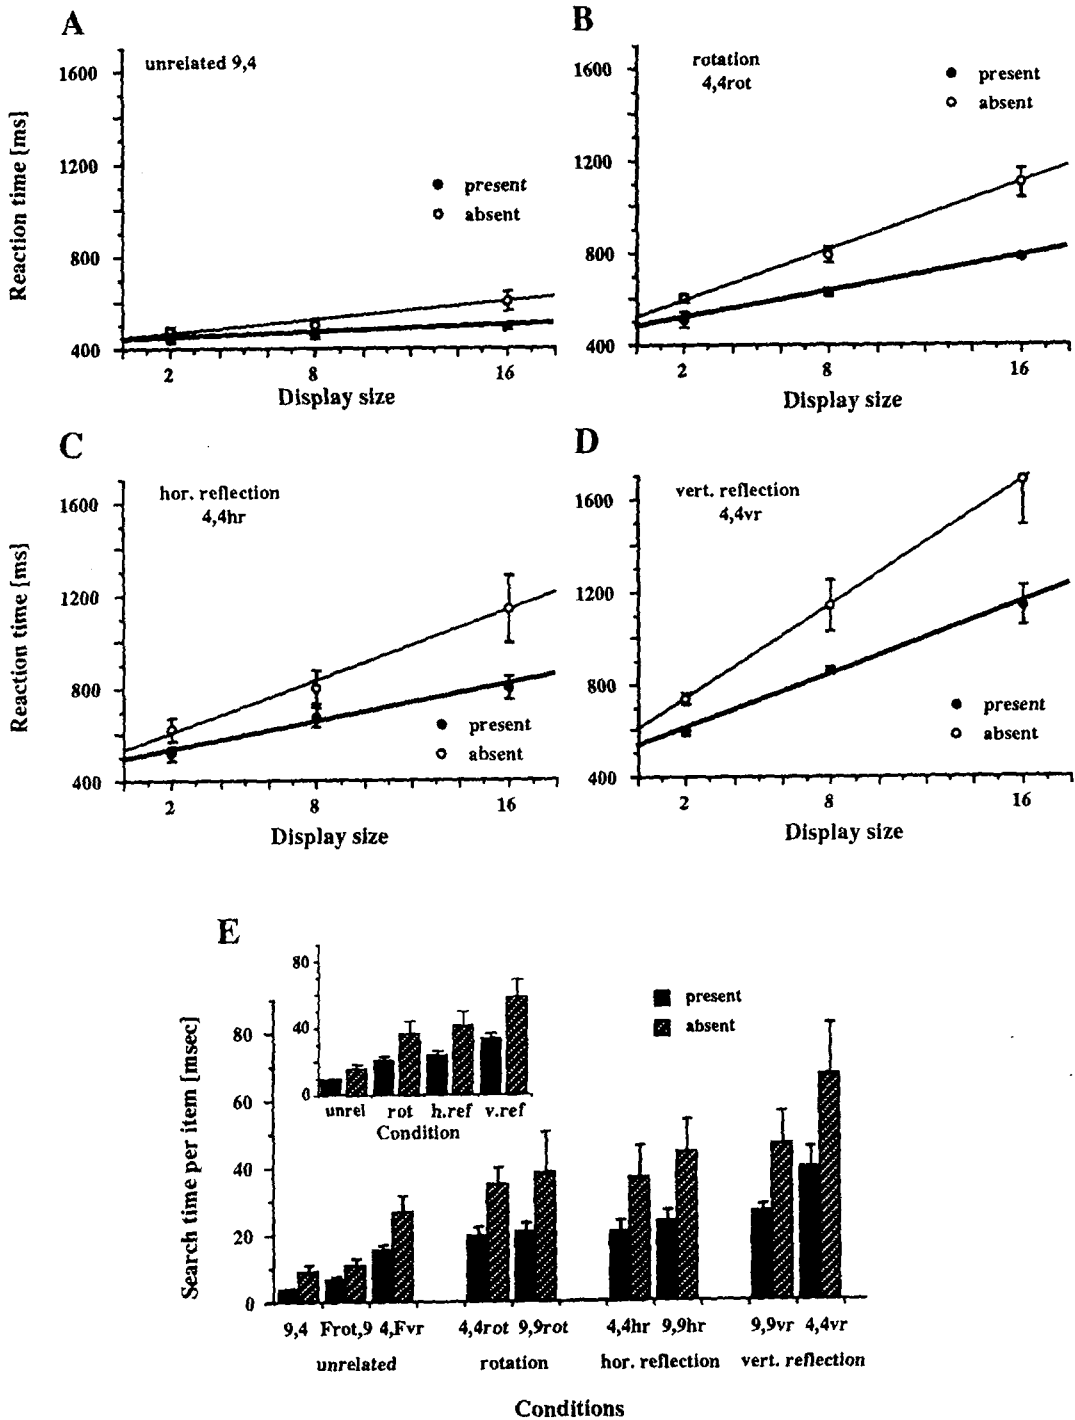 A
unrelated 9,4
1600
1200
800
400
Reaction time [ms]
present
absent
2 8 16
Display size
B
rotation
4,4rot
1600
1200
800
400
present
absent
2 8 16
Display size
C
hor. reflection
4,4hr
1600
1200
800
400
Reaction time [ms]
present
absent
2 8 16
Display size
D
vert. reflection
4,4vr
1600
1200
800
400
present
absent
2 8 16
Display size
E
80
40
0
unrel rot h.ref v.ref
Condition
present
absent
80
60
40
20
0
Search time per item [msec]
9,4 Frot,9 4,Fvr 4,4rot 9,9rot 4,4hr 9,9hr 9,9vr 4,4vr
unrelated rotation hor. reflection vert. reflection
Conditions